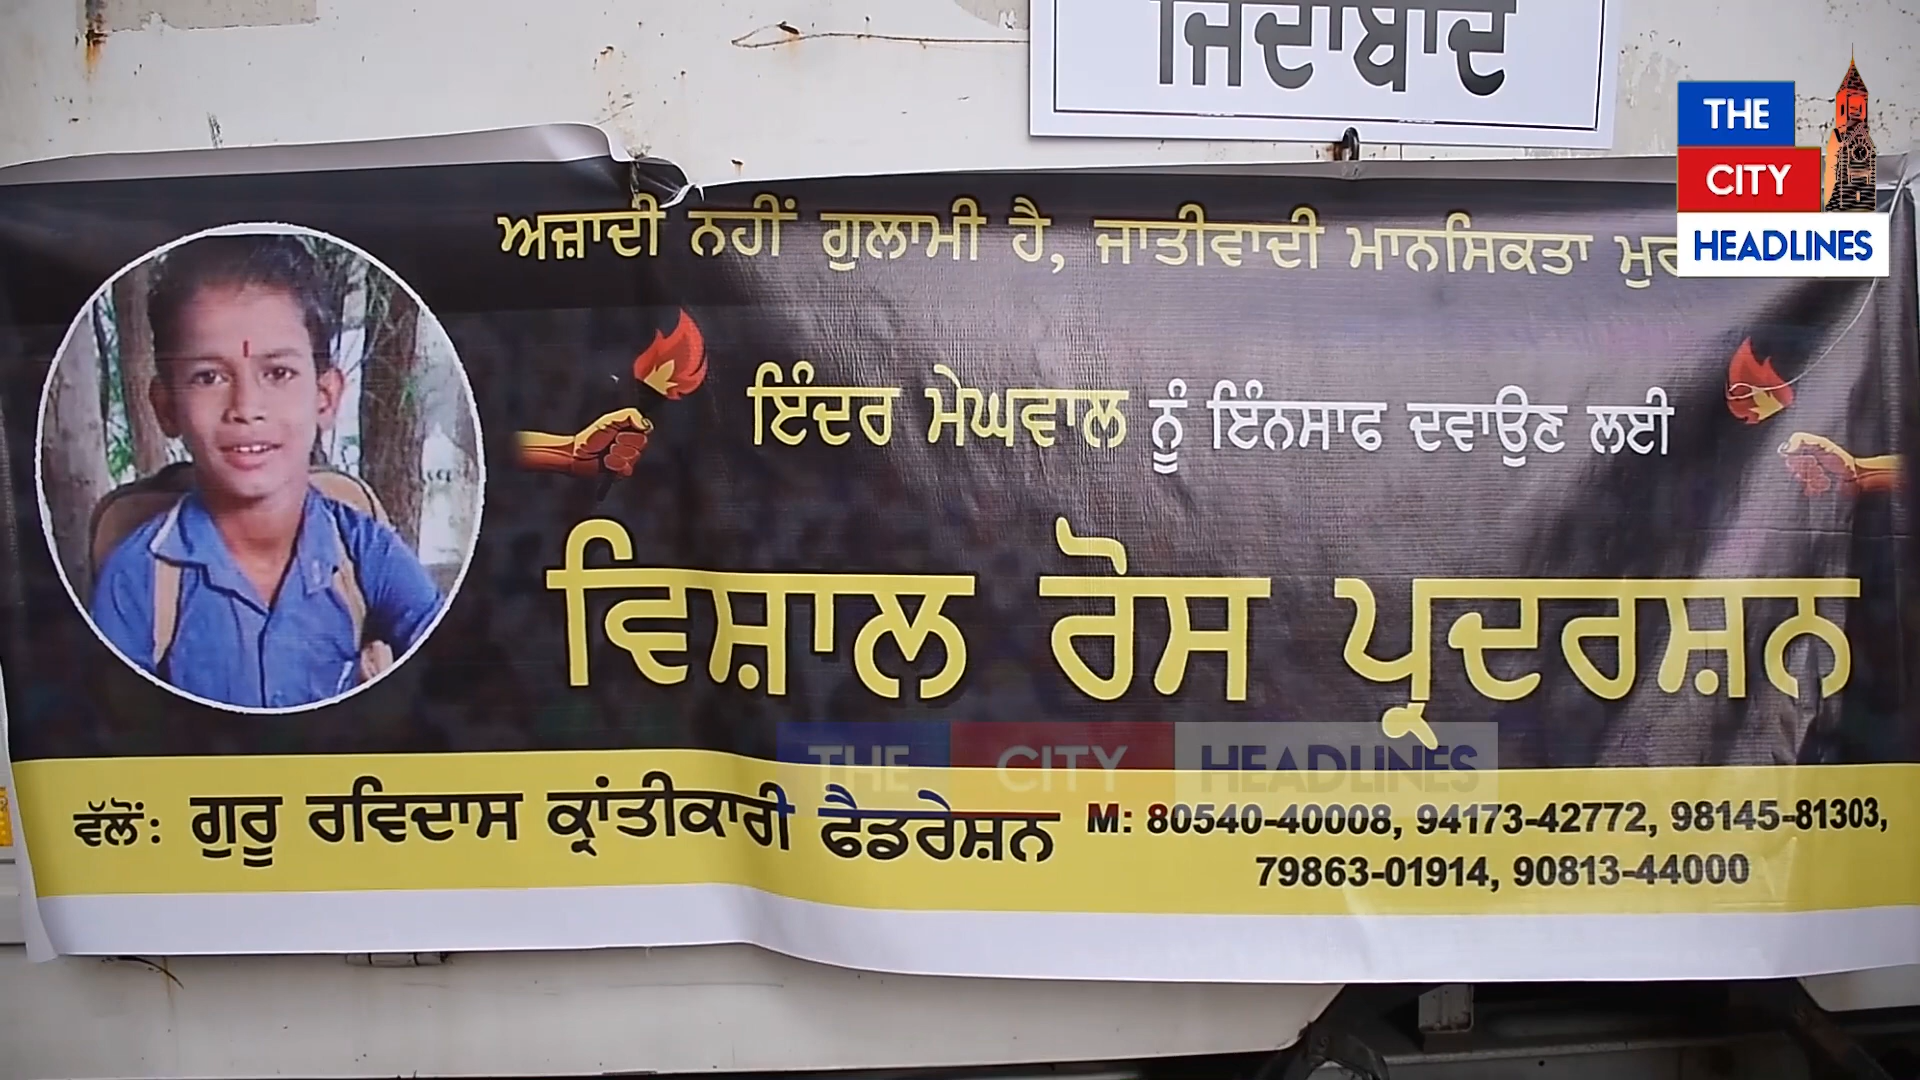 ਜਿੰਦਾਬਾਦ
THE
CITY
HEADLINES
ਅਜ਼ਾਦੀ ਨਹੀਂ ਗੁਲਾਮੀ ਹੈ, ਜਾਤੀਵਾਦੀ ਮਾਨਸਿਕਤਾ
ਇੰਦਰ ਮੇਘਵਾਲ ਨੂੰ ਇੰਨਸਾਫ ਦਵਾਉਣ ਲਈ
ਵਿਸ਼ਾਲ ਰੋਸ ਪ੍ਰਦਰਸ਼ਨ
THE CITY HEADLINES
ਵੱਲੋਂ: ਗੁਰੂ ਰਵਿਦਾਸ ਕ੍ਰਾਂਤੀਕਾਰੀ ਫੈਡਰੇਸ਼ਨ M: 80540-40008, 94173-42772, 98145-81303,
79863-01914, 90813-44000